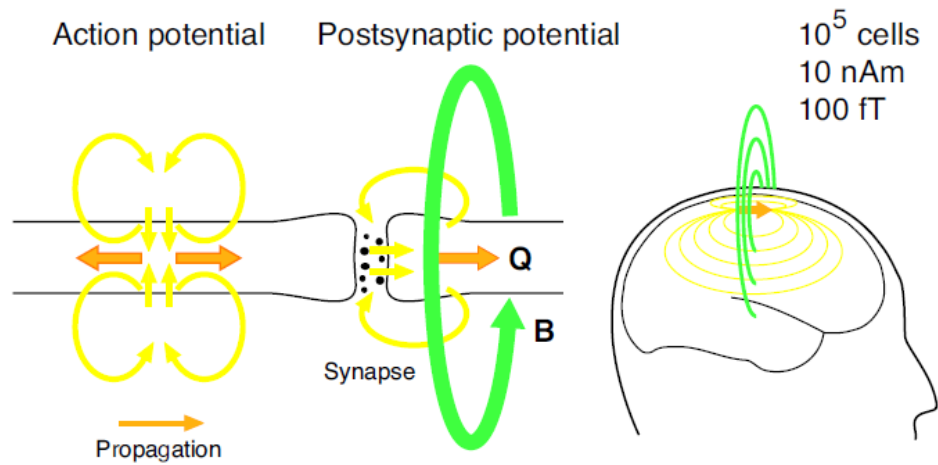 Action potential
Postsynaptic potential
10⁵ cells
10 nAm
100 fT
Q
B
Synapse
Propagation